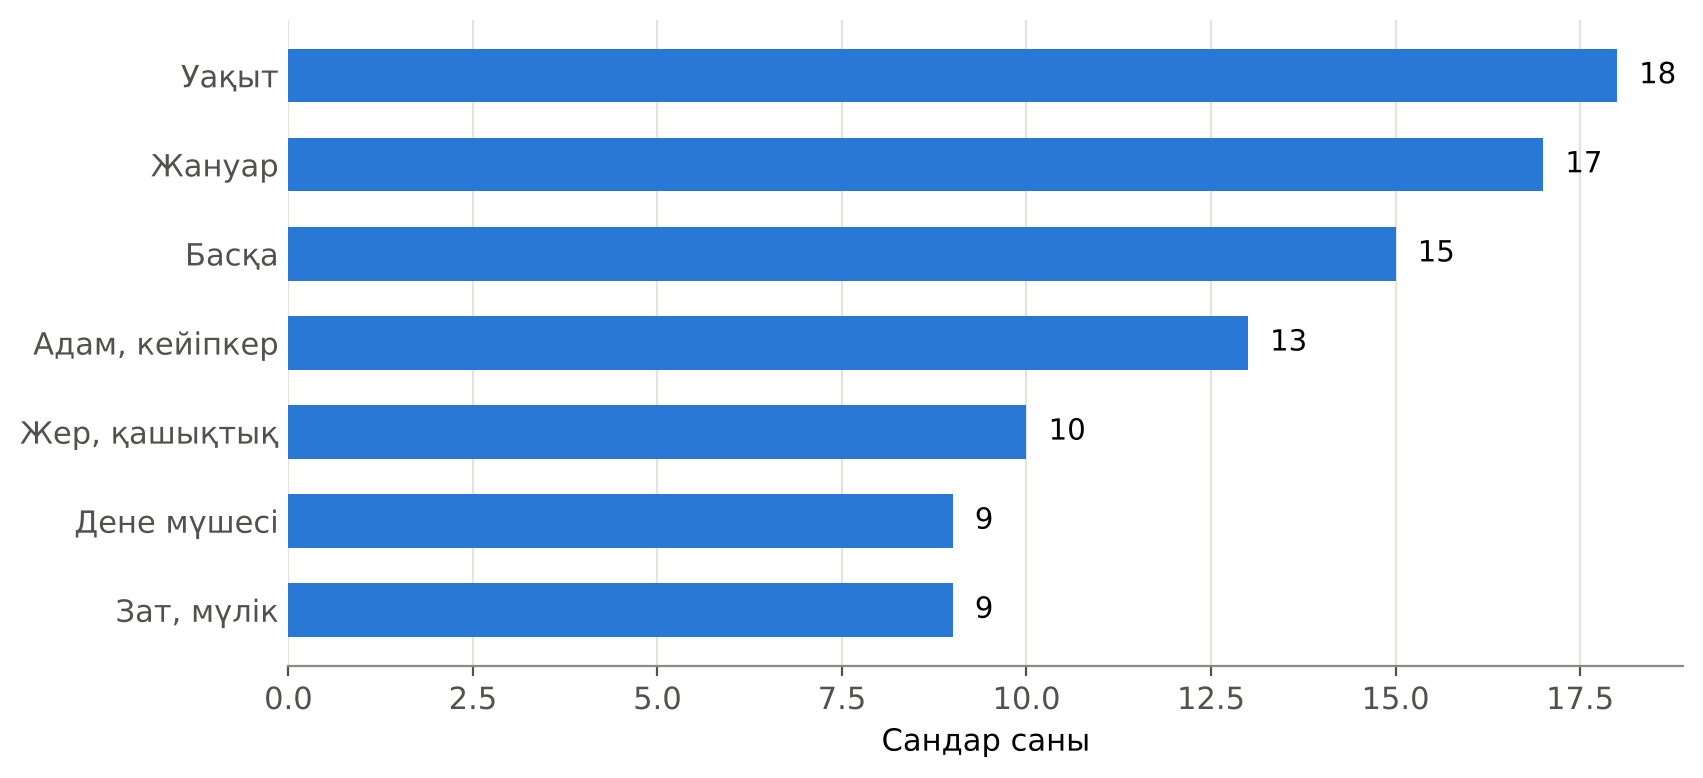 Уақыт 18
Жануар 17
Басқа 15
Адам, кейіпкер 13
Жер, қашықтық 10
Дене мүшесі 9
Зат, мүлік 9
0.0 2.5 5.0 7.5 10.0 12.5 15.0 17.5
Сандар саны